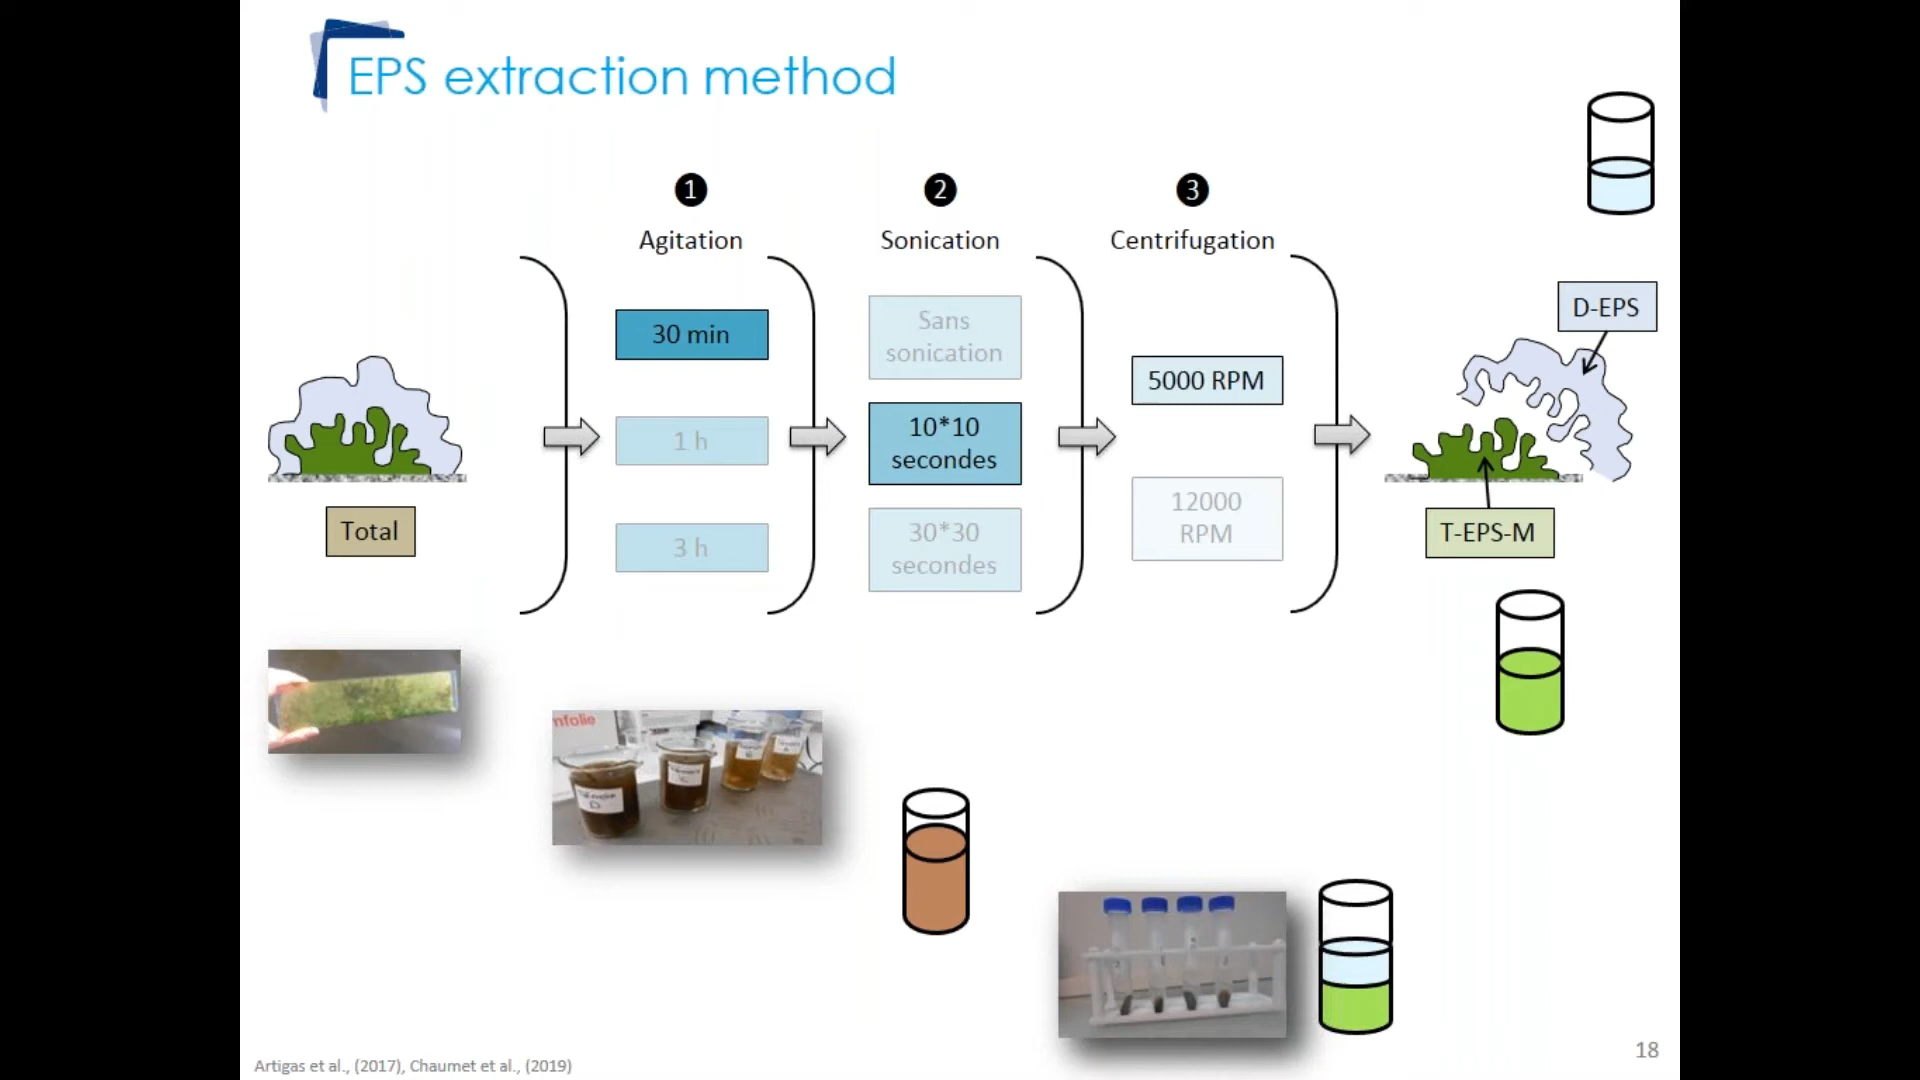 EPS extraction method
1
2
3
Agitation
Sonication
Centrifugation
30 min
1 h
3 h
Sans
sonication
10*10
secondes
30*30
secondes
5000 RPM
12000
RPM
D-EPS
Total
T-EPS-M
nfolie
D
Artigas et al., (2017), Chaumet et al., (2019)
18